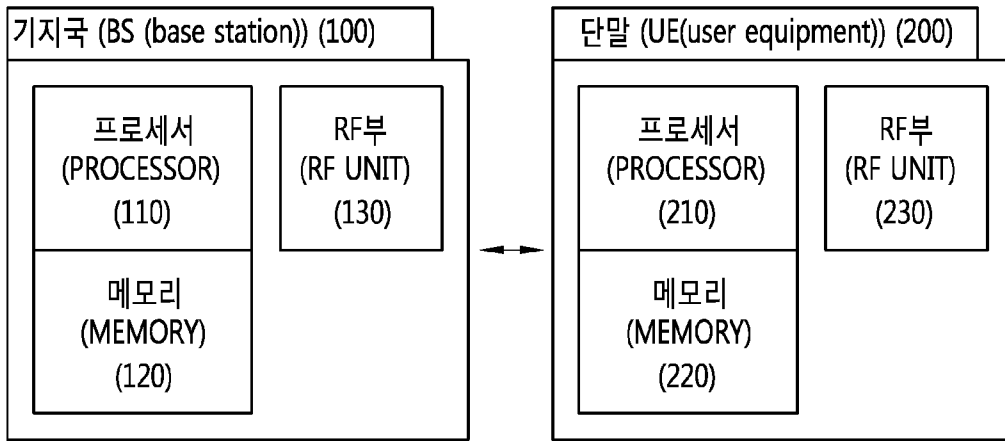 기지국 (BS (base station)) (100)
프로세서
(PROCESSOR)
(110)
RF부
(RF UNIT)
(130)
메모리
(MEMORY)
(120)
단말 (UE(user equipment)) (200)
프로세서
(PROCESSOR)
(210)
RF부
(RF UNIT)
(230)
메모리
(MEMORY)
(220)